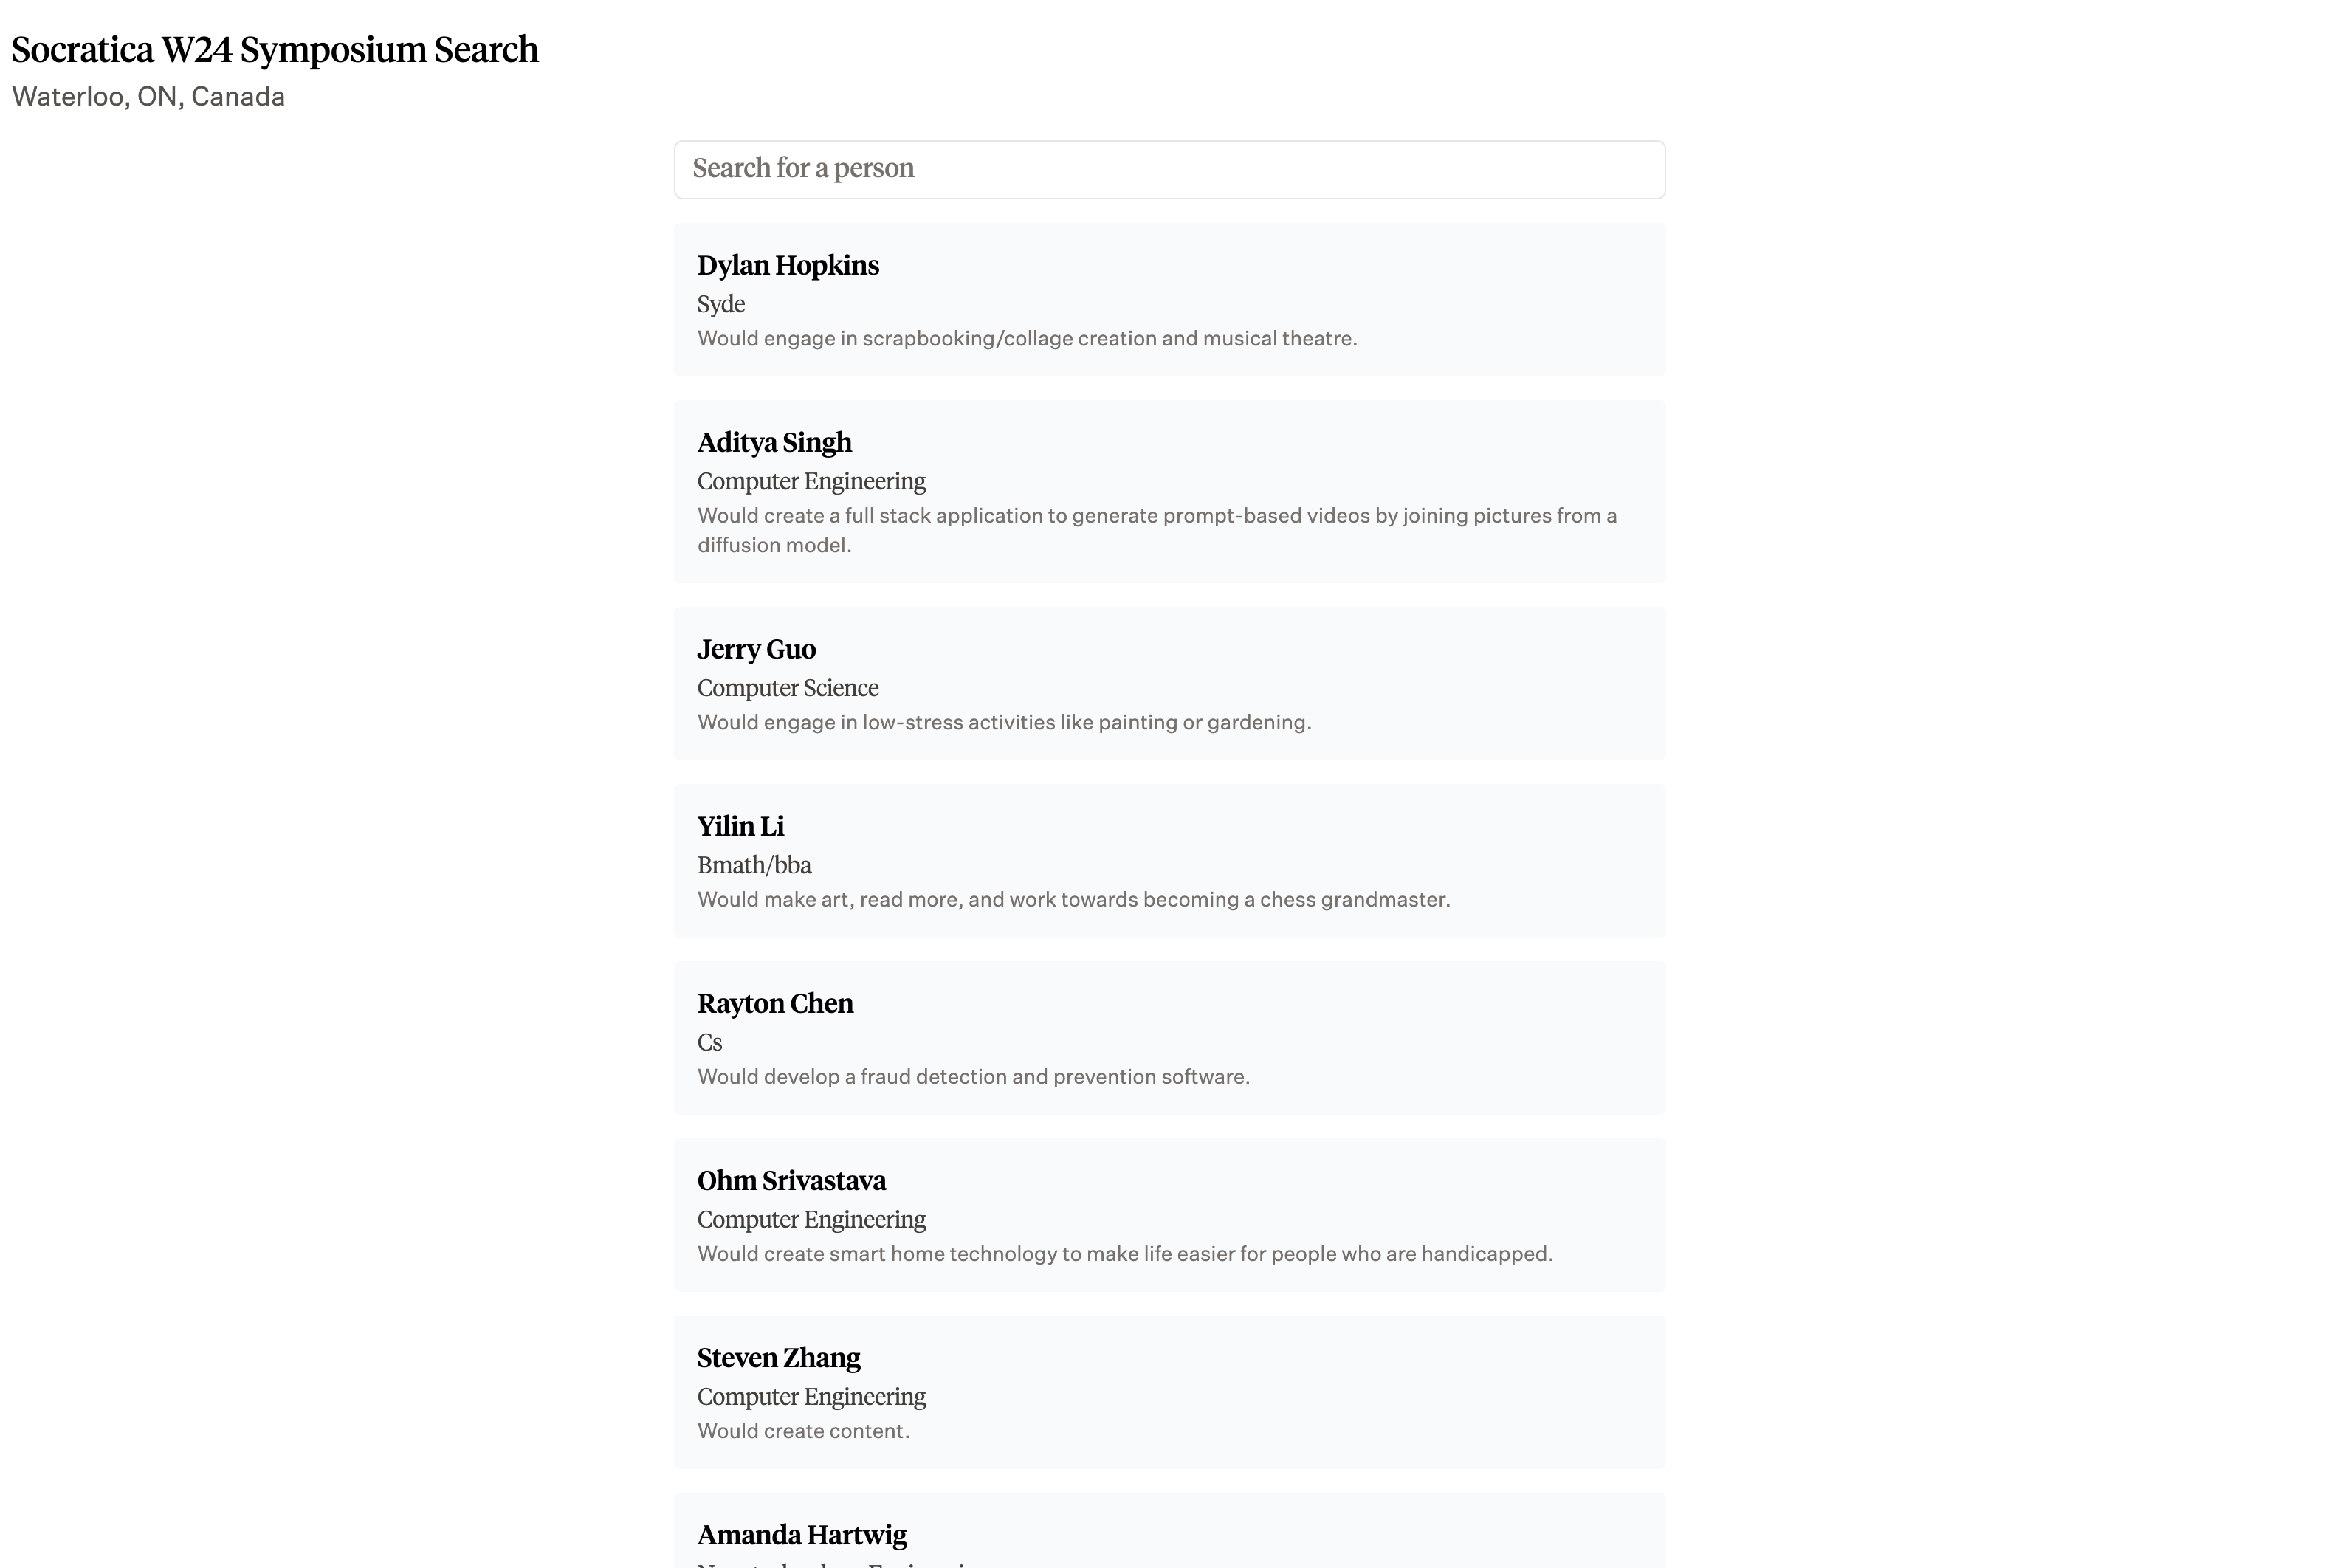 Socratica W24 Symposium Search
Waterloo, ON, Canada
Search for a person
Dylan Hopkins
Syde
Would engage in scrapbooking/collage creation and musical theatre.
Aditya Singh
Computer Engineering
Would create a full stack application to generate prompt-based videos by joining pictures from a
diffusion model.
Jerry Guo
Computer Science
Would engage in low-stress activities like painting or gardening.
Yilin Li
Bmath/bba
Would make art, read more, and work towards becoming a chess grandmaster.
Rayton Chen
Cs
Would develop a fraud detection and prevention software.
Ohm Srivastava
Computer Engineering
Would create smart home technology to make life easier for people who are handicapped.
Steven Zhang
Computer Engineering
Would create content.
Amanda Hartwig